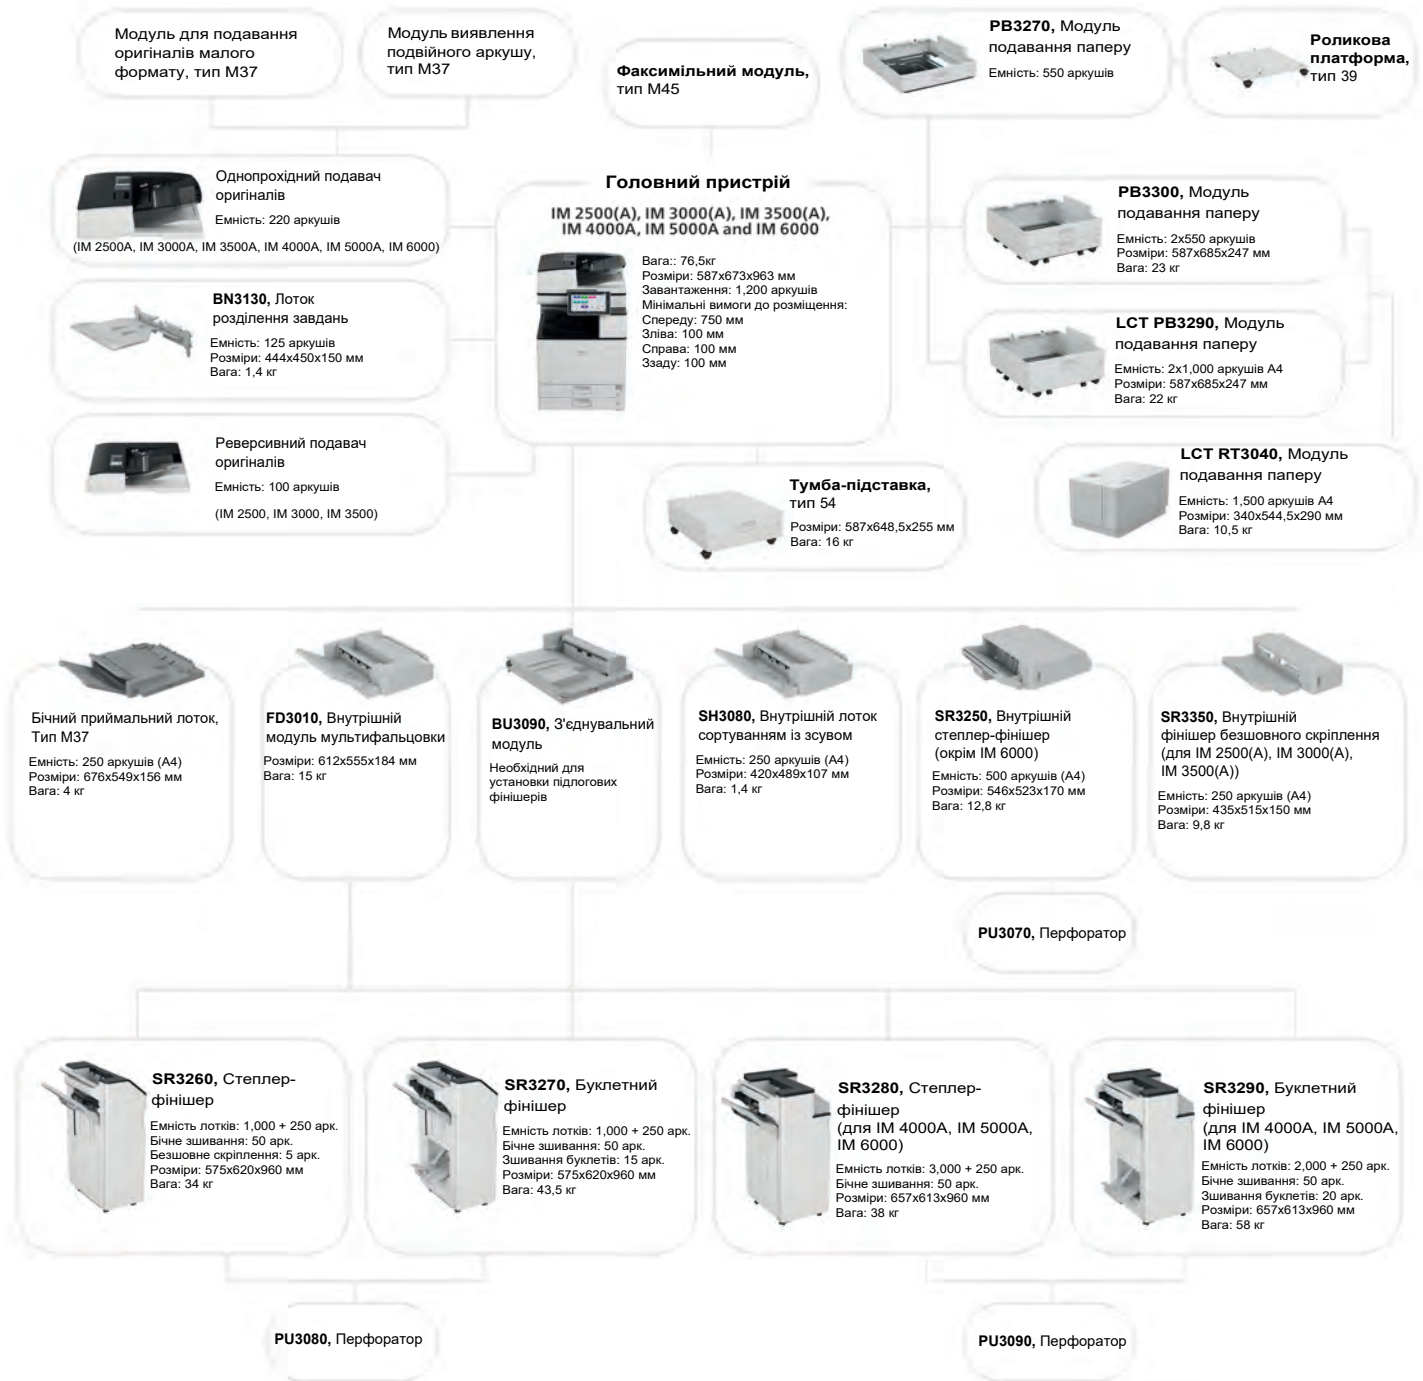 Модуль для подавання
оригіналів малого
формату, тип M37
Модуль виявлення
подвійного аркушу,
тип M37
Факсимільний модуль,
тип M45
PB3270, Модуль
подавання паперу
Ємність: 550 аркушів
Роликова
платформа,
тип 39
Однопрохідний подавач
оригіналів
Ємність: 220 аркушів
(IM 2500A, IM 3000A, IM 3500A, IM 4000A, IM 5000A, IM 6000)
BN3130, Лоток
розділення завдань
Ємність: 125 аркушів
Розміри: 444x450x150 мм
Вага: 1,4 кг
Реверсивний подавач
оригіналів
Ємність: 100 аркушів
(IM 2500, IM 3000, IM 3500)
Головний пристрій
IM 2500(A), IM 3000(A), IM 3500(A),
IM 4000A, IM 5000A and IM 6000
Вага:: 76,5кг
Розміри: 587x673x963 мм
Завантаження: 1,200 аркушів
Мінімальні вимоги до розміщення:
Спереду: 750 мм
Зліва: 100 мм
Справа: 100 мм
Ззаду: 100 мм
PB3300, Модуль
подавання паперу
Ємність: 2x550 аркушів
Розміри: 587x685x247 мм
Вага: 23 кг
LCT PB3290, Модуль
подавання паперу
Ємність: 2x1,000 аркушів A4
Розміри: 587x685x247 мм
Вага: 22 кг
LCT RT3040, Модуль
подавання паперу
Ємність: 1,500 аркушів A4
Розміри: 340x544,5x290 мм
Вага: 10,5 кг
Тумба-підставка,
тип 54
Розміри: 587x648,5x255 мм
Вага: 16 кг
Бічний приймальний лоток,
Тип M37
Ємність: 250 аркушів (A4)
Розміри: 676x549x156 мм
Вага: 4 кг
FD3010, Внутрішній
модуль мультифальцовки
Розміри: 612x555x184 мм
Вага: 15 кг
BU3090, З'єднувальний
модуль
Необхідний для
установки підлогових
фінішерів
SH3080, Внутрішній лоток
сортуванням із зсувом
Ємність: 250 аркушів (A4)
Розміри: 420x489x107 мм
Вага: 1,4 кг
SR3250, Внутрішній
степлер-фінішер
(окрім IM 6000)
Ємність: 500 аркушів (A4)
Розміри: 546x523x170 мм
Вага: 12,8 кг
SR3350, Внутрішній
фінішер безшовного скріплення
(для IM 2500(A), IM 3000(A),
IM 3500(A))
Ємність: 250 аркушів (A4)
Розміри: 435x515x150 мм
Вага: 9,8 кг
PU3070, Перфоратор
SR3260, Степлер-
фінішер
Ємність лотків: 1,000 + 250 арк.
Бічне зшивання: 50 арк.
Безшовне скріплення: 5 арк.
Розміри: 575x620x960 мм
Вага: 34 кг
SR3270, Буклетний
фінішер
Ємність лотків: 1,000 + 250 арк.
Бічне зшивання: 50 арк.
Зшивання буклетів: 15 арк.
Розміри: 575x620x960 мм
Вага: 43,5 кг
SR3280, Степлер-
фінішер
(для IM 4000A, IM 5000A,
IM 6000)
Ємність лотків: 3,000 + 250 арк.
Бічне зшивання: 50 арк.
Розміри: 657x613x960 мм
Вага: 38 кг
SR3290, Буклетний
фінішер
(для IM 4000A, IM 5000A,
IM 6000)
Ємність лотків: 2,000 + 250 арк.
Бічне зшивання: 50 арк.
Зшивання буклетів: 20 арк.
Розміри: 657x613x960 мм
Вага: 58 кг
PU3080, Перфоратор
PU3090, Перфоратор